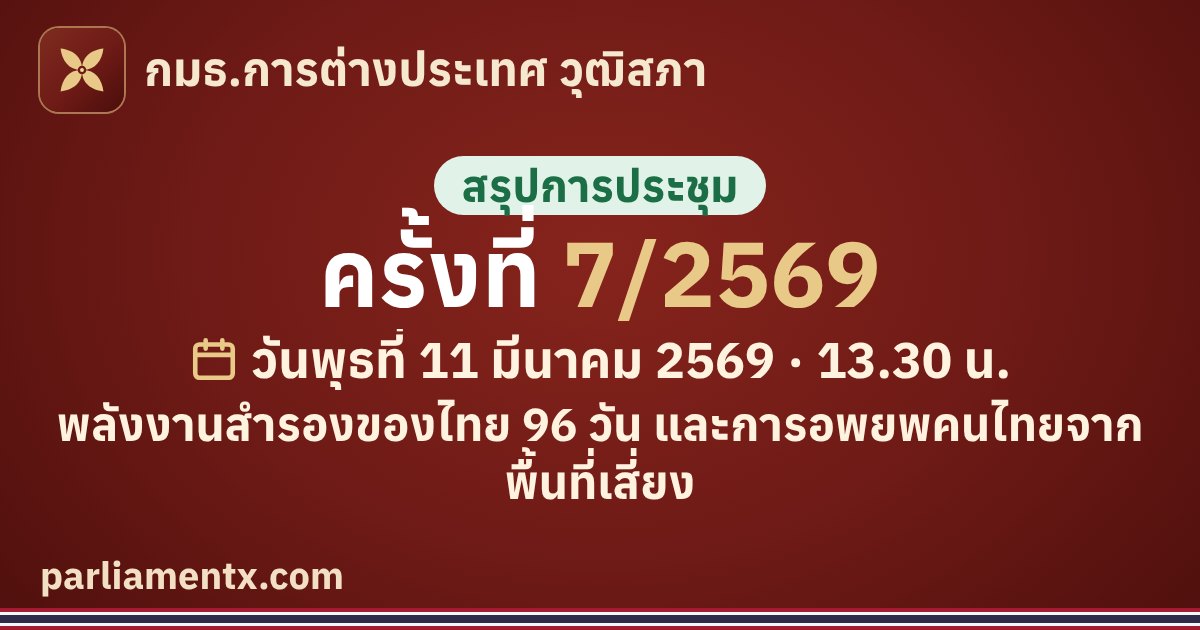 กมธ.การต่างประเทศ วุฒิสภา
สรุปการประชุม
ครั้งที่ 7/2569
วันพุธที่ 11 มีนาคม 2569 · 13.30 น.
พลังงานสำรองของไทย 96 วัน และการอพยพคนไทยจาก
พื้นที่เสี่ยง
parliamentx.com